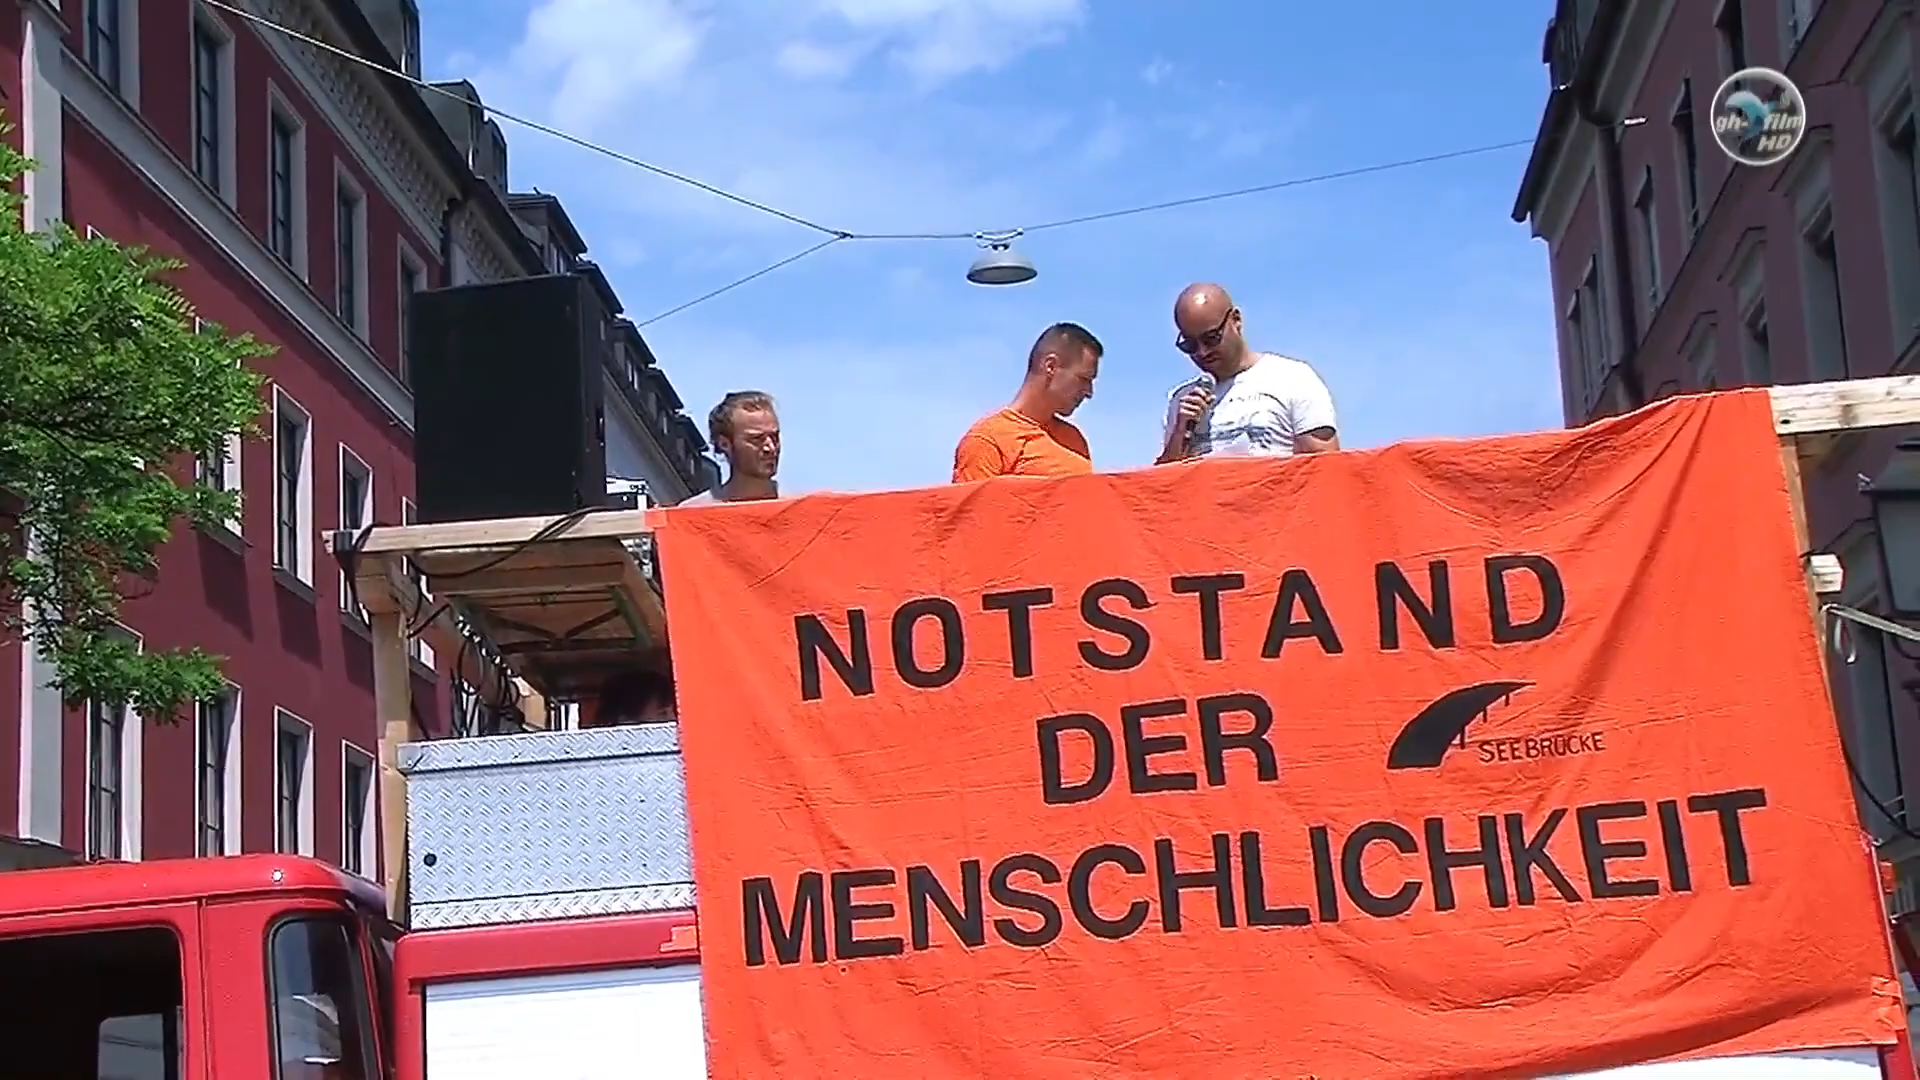 gh-film
HD
NOTSTAND
DER
SEEBRÜCKE
MENSCHLICHKEIT